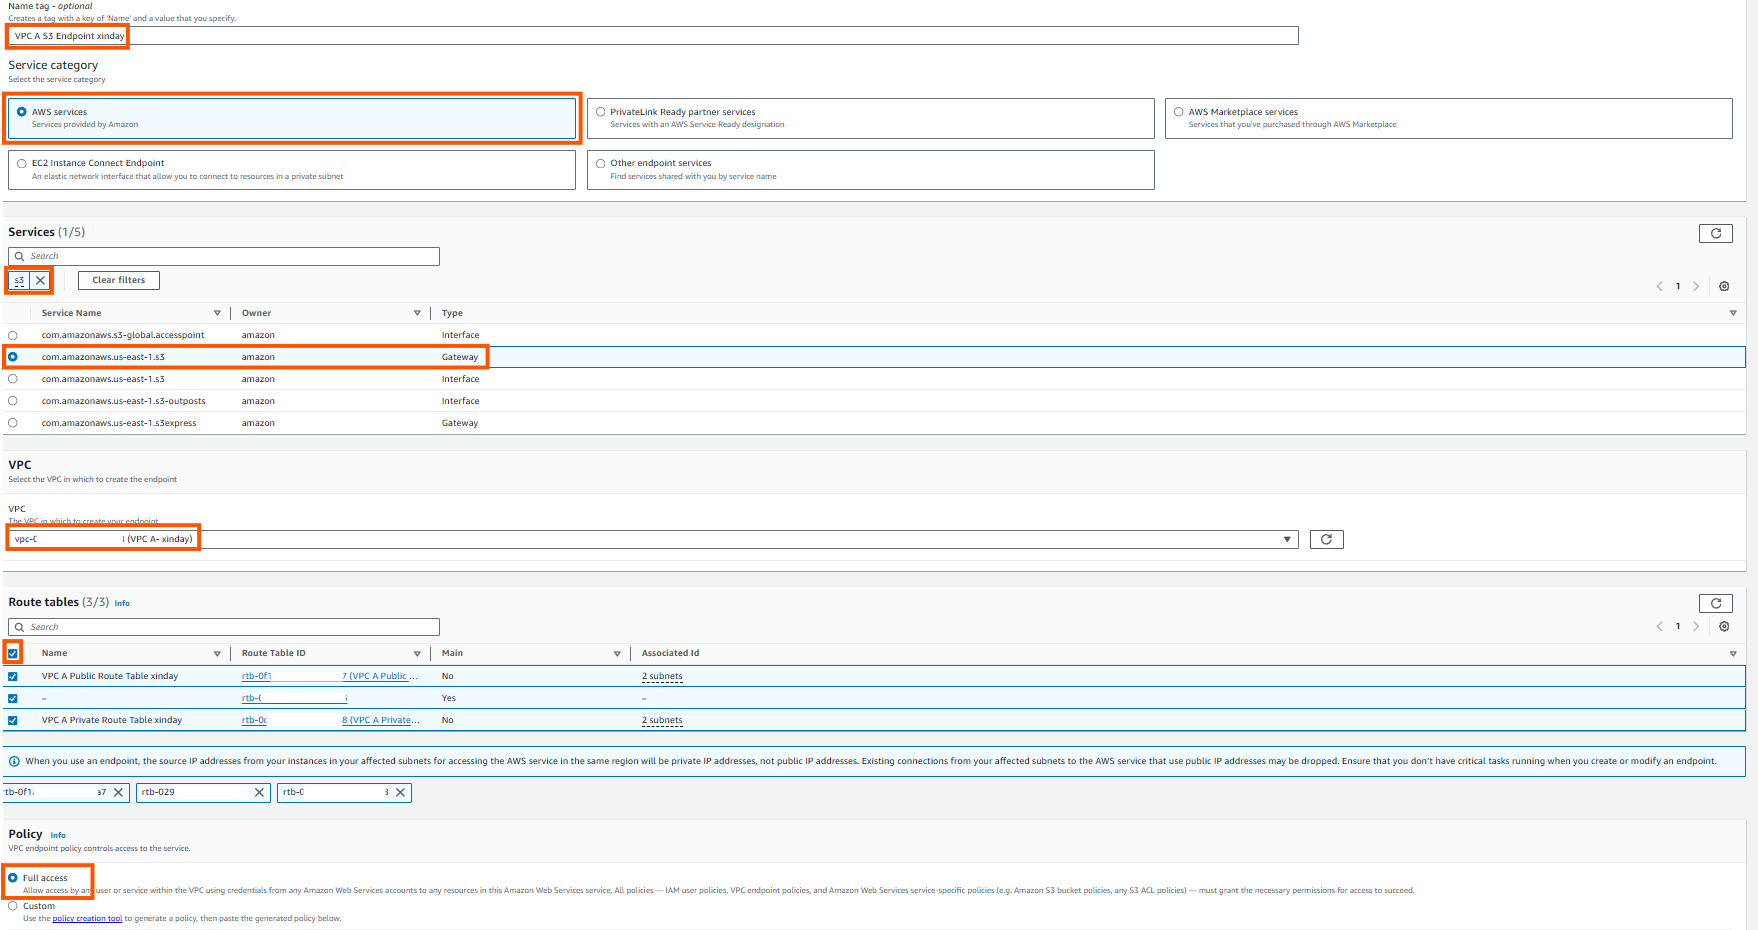 Name tag - optional
Creates a tag with a key of 'Name' and a value that you specify.
VPC A S3 Endpoint xinday
Service category
Select the service category
AWS services
Services provided by Amazon
PrivateLink Ready partner services
Services with an AWS Service Ready designation
AWS Marketplace services
Services that you've purchased through AWS Marketplace
EC2 Instance Connect Endpoint
An elastic network interface that allow you to connect to resources in a private subnet
Other endpoint services
Find services shared with you by service name
Services (1/5)
Search
s3
Clear filters
1
Service Name Owner Type
com.amazonaws.s3-global.accesspoint amazon Interface
com.amazonaws.us-east-1.s3 amazon Gateway
com.amazonaws.us-east-1.s3 amazon Interface
com.amazonaws.us-east-1.s3-outposts amazon Interface
com.amazonaws.us-east-1.s3express amazon Gateway
VPC
Select the VPC in which to create the endpoint
VPC
The VPC in which to create your endpoint.
(VPC A- xinday)
Route tables (3/3) Info
Search
1
Name Route Table ID Main Associated Id
VPC A Public Route Table xinday rtb-0f1 7 (VPC A Public ... No 2 subnets
– Yes –
VPC A Private Route Table xinday 8 (VPC A Private... No 2 subnets
When you use an endpoint, the source IP addresses from your instances in your affected subnets for accessing the AWS service in the same region will be private IP addresses, not public IP addresses. Existing connections from your affected subnets to the AWS service that use public IP addresses may be dropped. Ensure that you don't have critical tasks running when you create or modify an endpoint.
a7 rtb-029
Policy Info
VPC endpoint policy controls access to the service.
Full access
Allow access by any user or service within the VPC using credentials from any Amazon Web Services accounts to any resources in this Amazon Web Services service. All policies — IAM user policies, VPC endpoint policies, and Amazon Web Services service-specific policies (e.g. Amazon S3 bucket policies, any S3 ACL policies) — must grant the necessary permissions for access to succeed.
Custom
Use the policy creation tool to generate a policy, then paste the generated policy below.